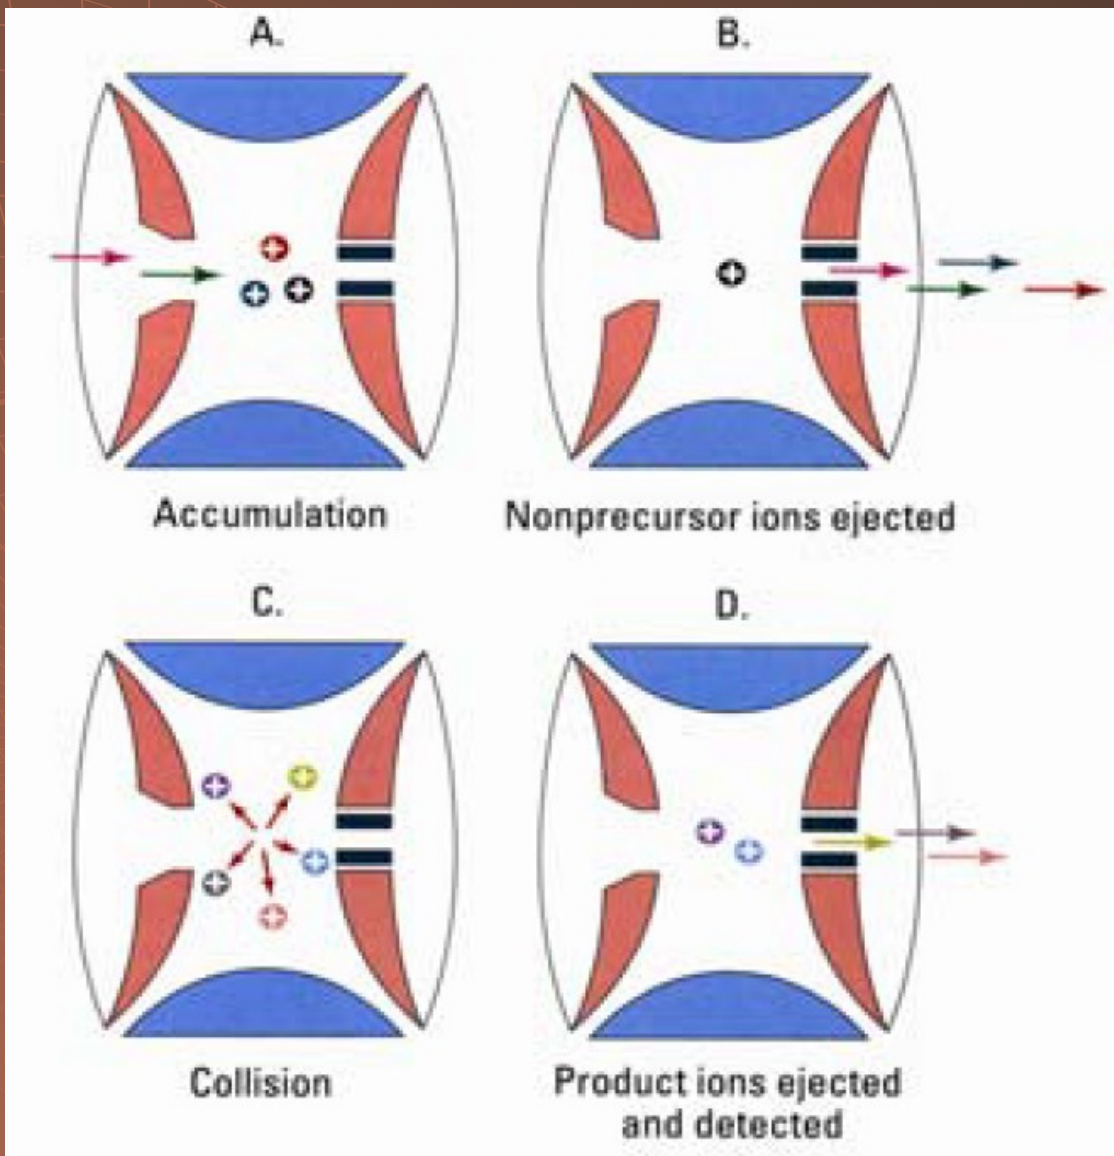 A.
B.
Accumulation
Nonprecursor ions ejected
C.
D.
Collision
Product ions ejected
and detected